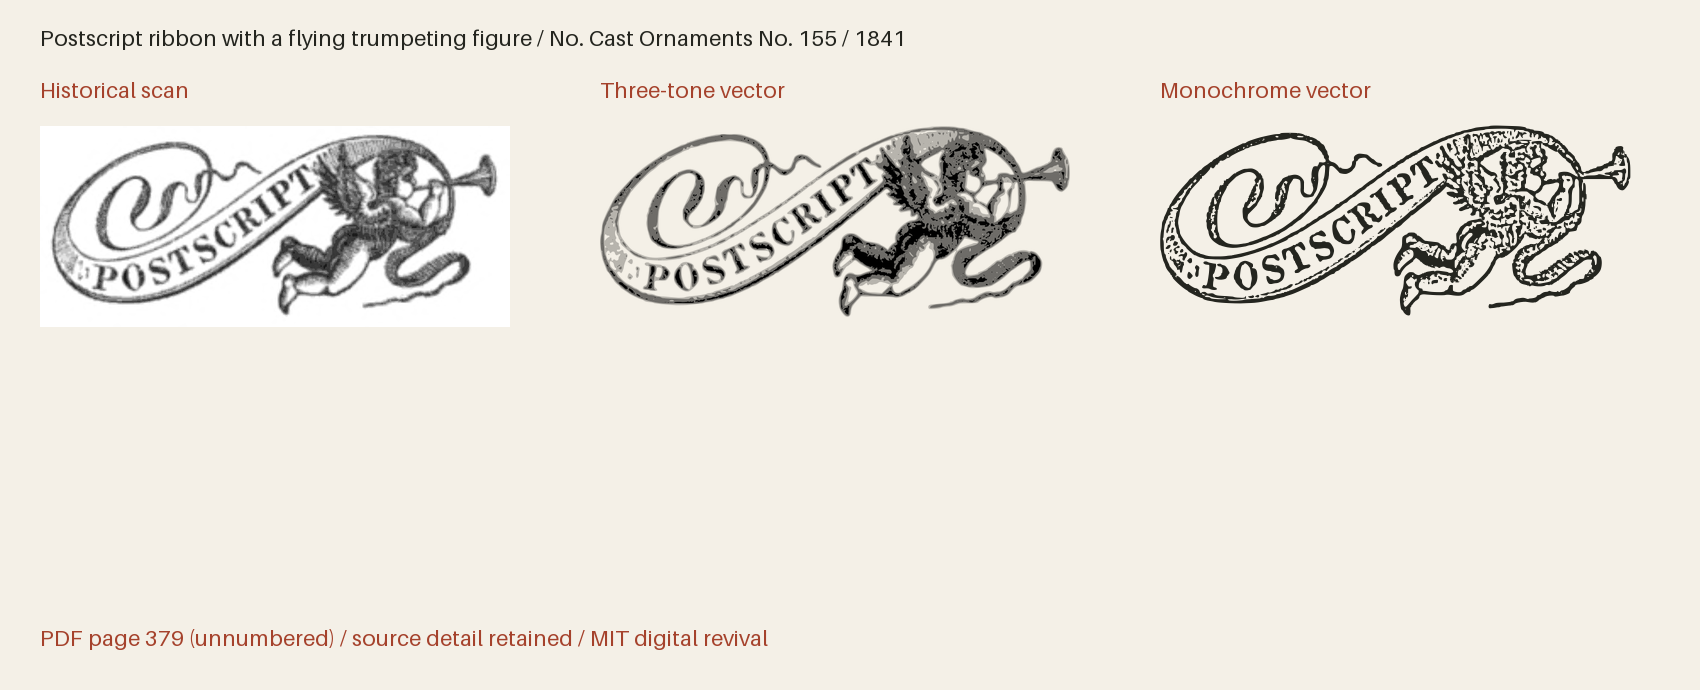 Postscript ribbon with a flying trumpeting figure / No. Cast Ornaments No. 155 / 1841
Historical scan
Three-tone vector
Monochrome vector
POSTSCRIPT
POSTSCRIPT
POSTSCRIPT
PDF page 379 (unnumbered) / source detail retained / MIT digital revival